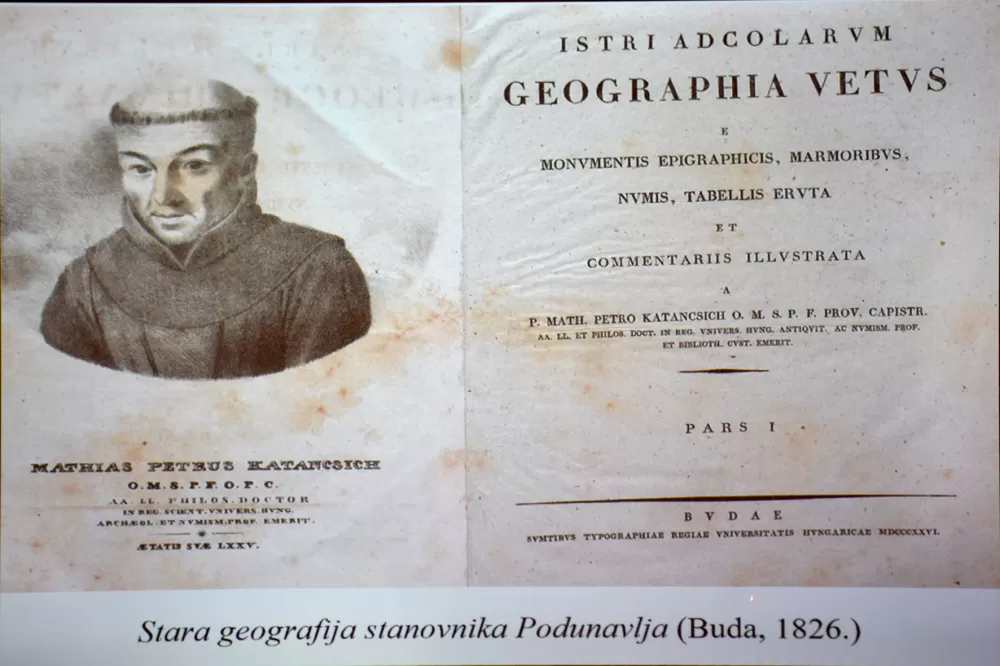 MATHIAS PETRUS KATANCSICH
O. M. S. P. F. O. P. C.
AA. LL. PHILOS. DOCTOR
IN REG. SCIENT. VNIVERS. HVNG.
ARCHÆOL. ET NVMISM. PROF. EMERIT.
ÆTATIS SVÆ LXXV.
ISTRI ADCOLARVM
GEOGRAPHIA VETVS
E
MONVMENTIS EPIGRAPHICIS, MARMORIBVS,
NVMIS, TABELLIS ERVTA
ET
COMMENTARIIS ILLVSTRATA
A
P. MATH. PETRO KATANCSICH O. M. S. P. F. PROV. CAPISTR.
AA. LL. ET PHILOS. DOCT. IN REG. VNIVERS. HVNG. ANTIQVIT. AC NVMISM. PROF.
ET BIBLIOTH. CVST. EMERIT.
PARS I
BVDAE
SVMTIBVS TYPOGRAPHIAE REGIAE VNIVERSITATIS HVNGARICAE MDCCCXXVI.
Stara geografija stanovnika Podunavlja (Buda, 1826.)